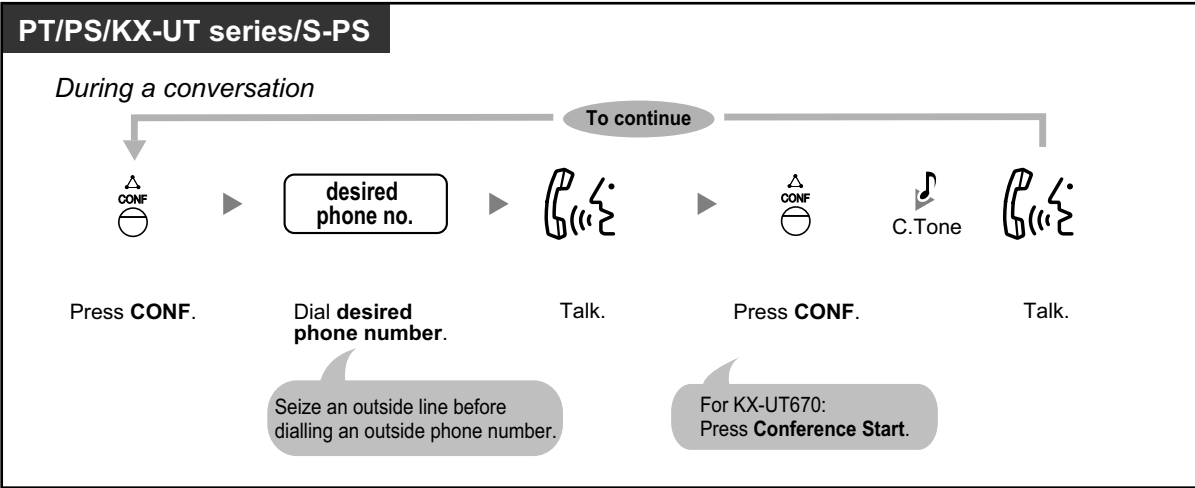 PT/PS/KX-UT series/S-PS
During a conversation
To continue
CONF
desired
phone no.
CONF
C.Tone
Press CONF.
Dial desired
phone number.
Talk.
Press CONF.
Talk.
Seize an outside line before
dialling an outside phone number.
For KX-UT670:
Press Conference Start.